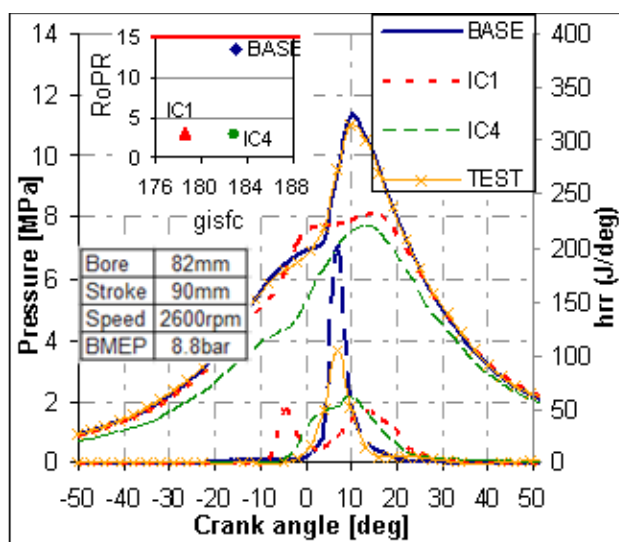 14
12
10
8
6
4
2
0
Pressure [MPa]
15
10
5
0
RoPR
BASE
IC1
IC4
176 180 184 188
gisfc
BASE
IC1
IC4
TEST
400
350
300
250
200
150
100
50
0
hrr (J/deg)
Bore 82mm
Stroke 90mm
Speed 2600rpm
BMEP 8.8bar
-50 -40 -30 -20 -10 0 10 20 30 40 50
Crank angle [deg]